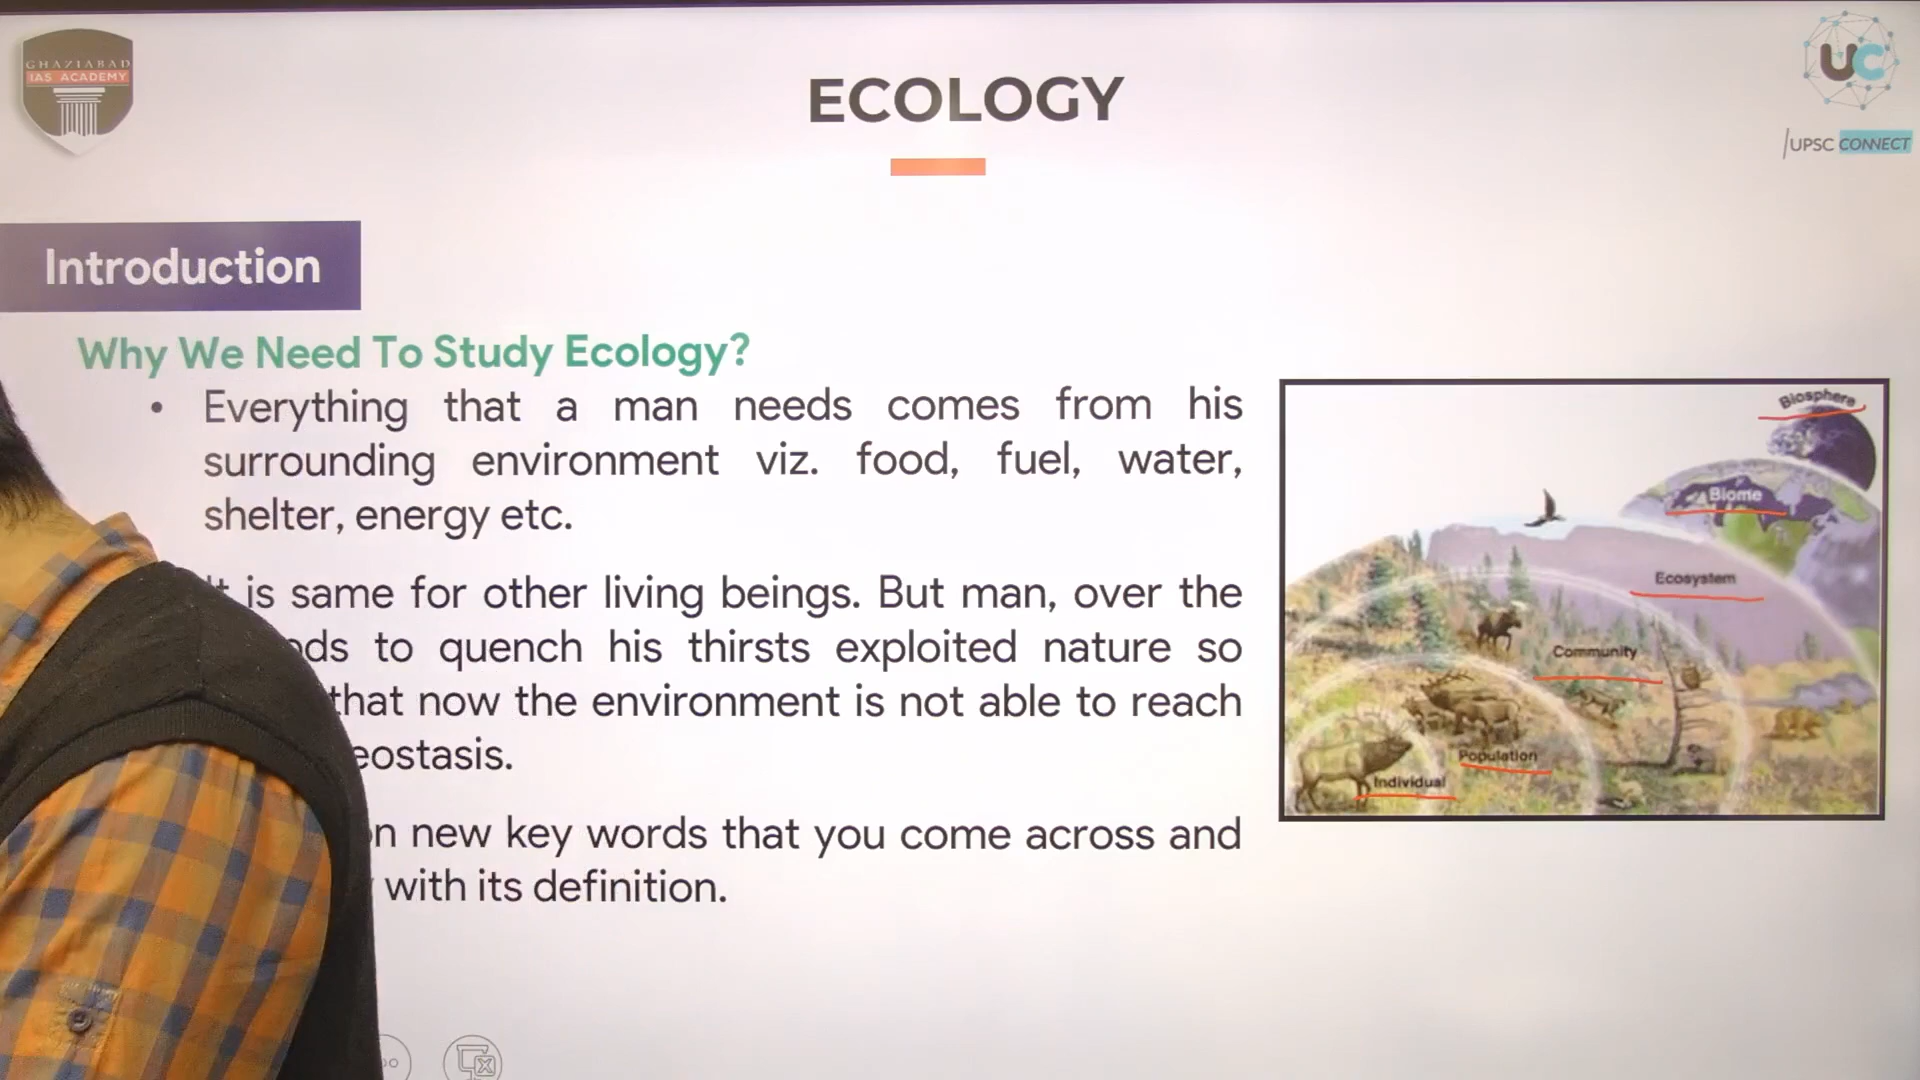 GHAZIABAD
IAS ACADEMY
ECOLOGY
UC
UPSC CONNECT
Introduction
Why We Need To Study Ecology?
• Everything that a man needs comes from his
surrounding environment viz. food, fuel, water,
shelter, energy etc.
is same for other living beings. But man, over the
to quench his thirsts exploited nature so
that now the environment is not able to reach
eostasis.
new key words that you come across and
with its definition.
Biosphere
Biome
Ecosystem
Community
Population
Individual